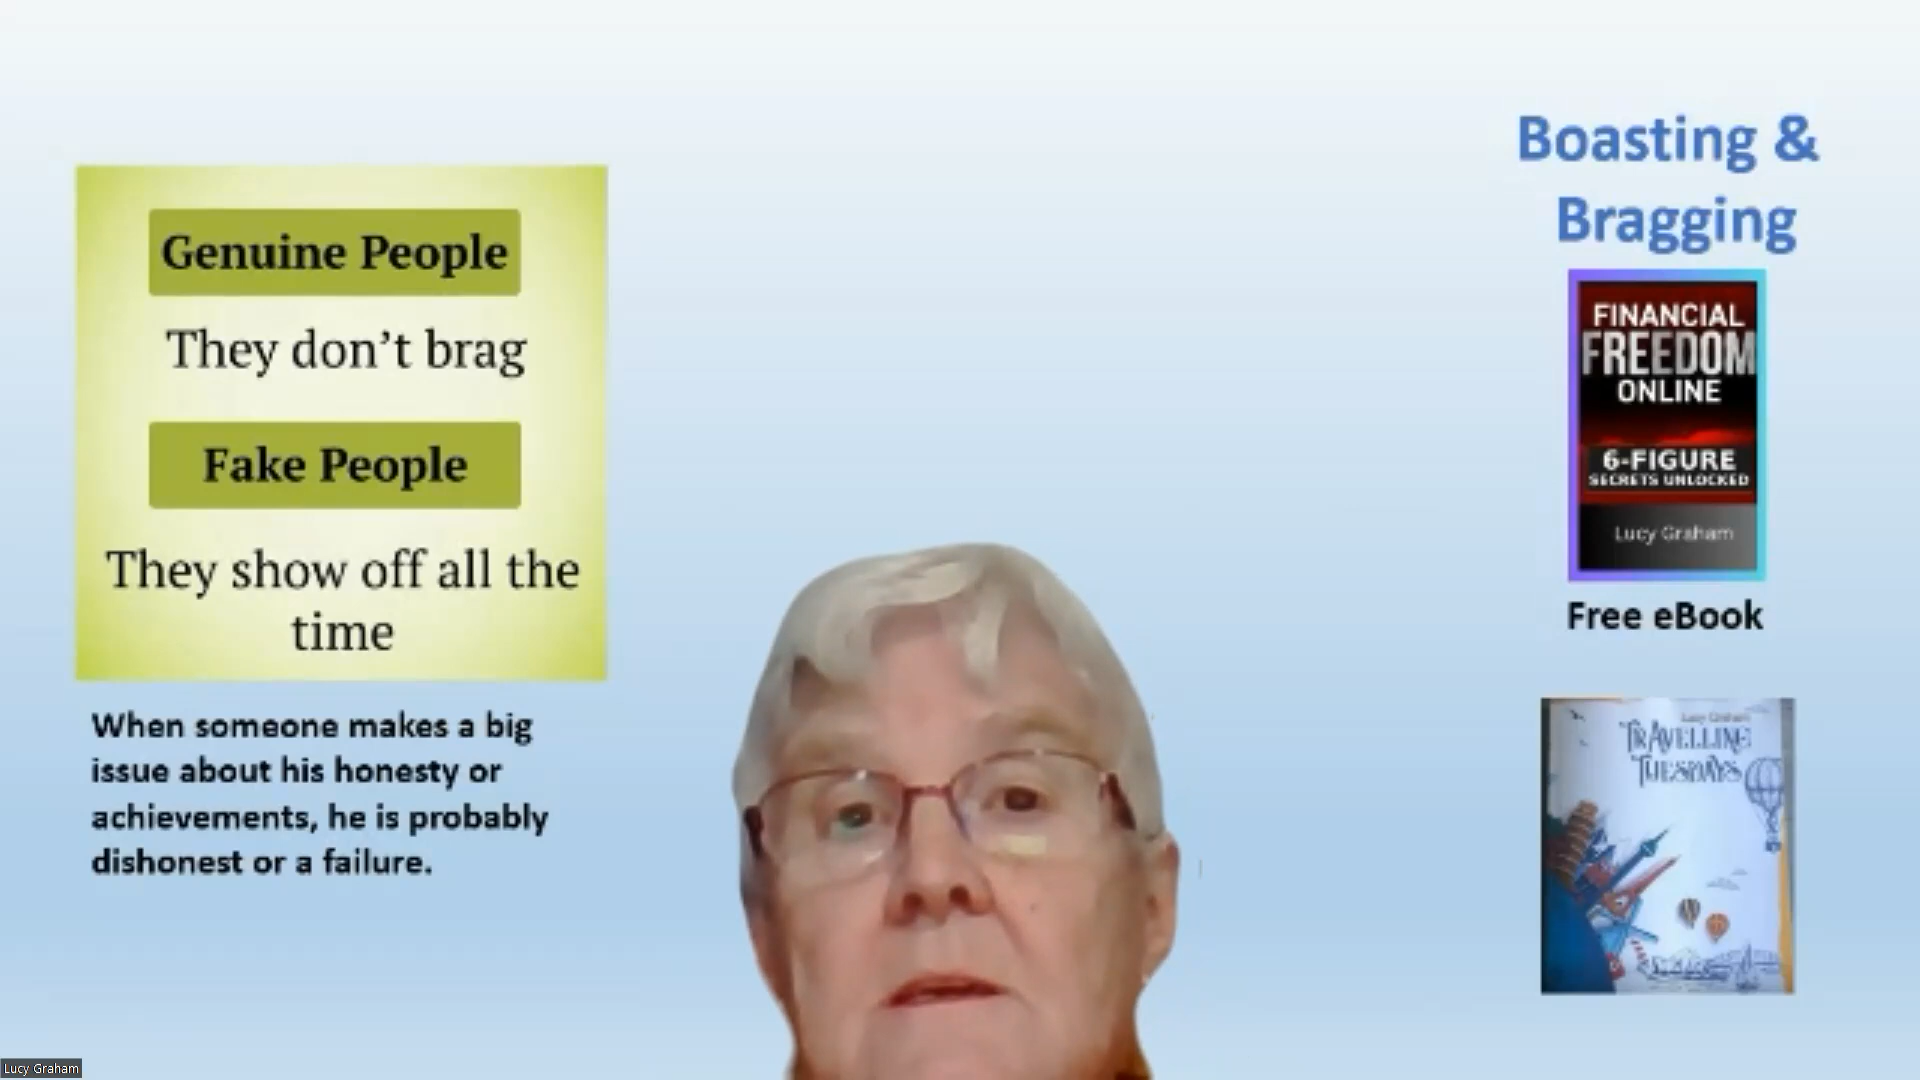 Genuine People
They don't brag
Fake People
They show off all the
time
When someone makes a big
issue about his honesty or
achievements, he is probably
dishonest or a failure.
Boasting &
Bragging
FINANCIAL
FREEDOM
ONLINE
6-FIGURE
SECRETS UNLOCKED
Lucy Graham
Free eBook
Lucy Graham
TRAVELLING
TUESDAYS
Lucy Graham